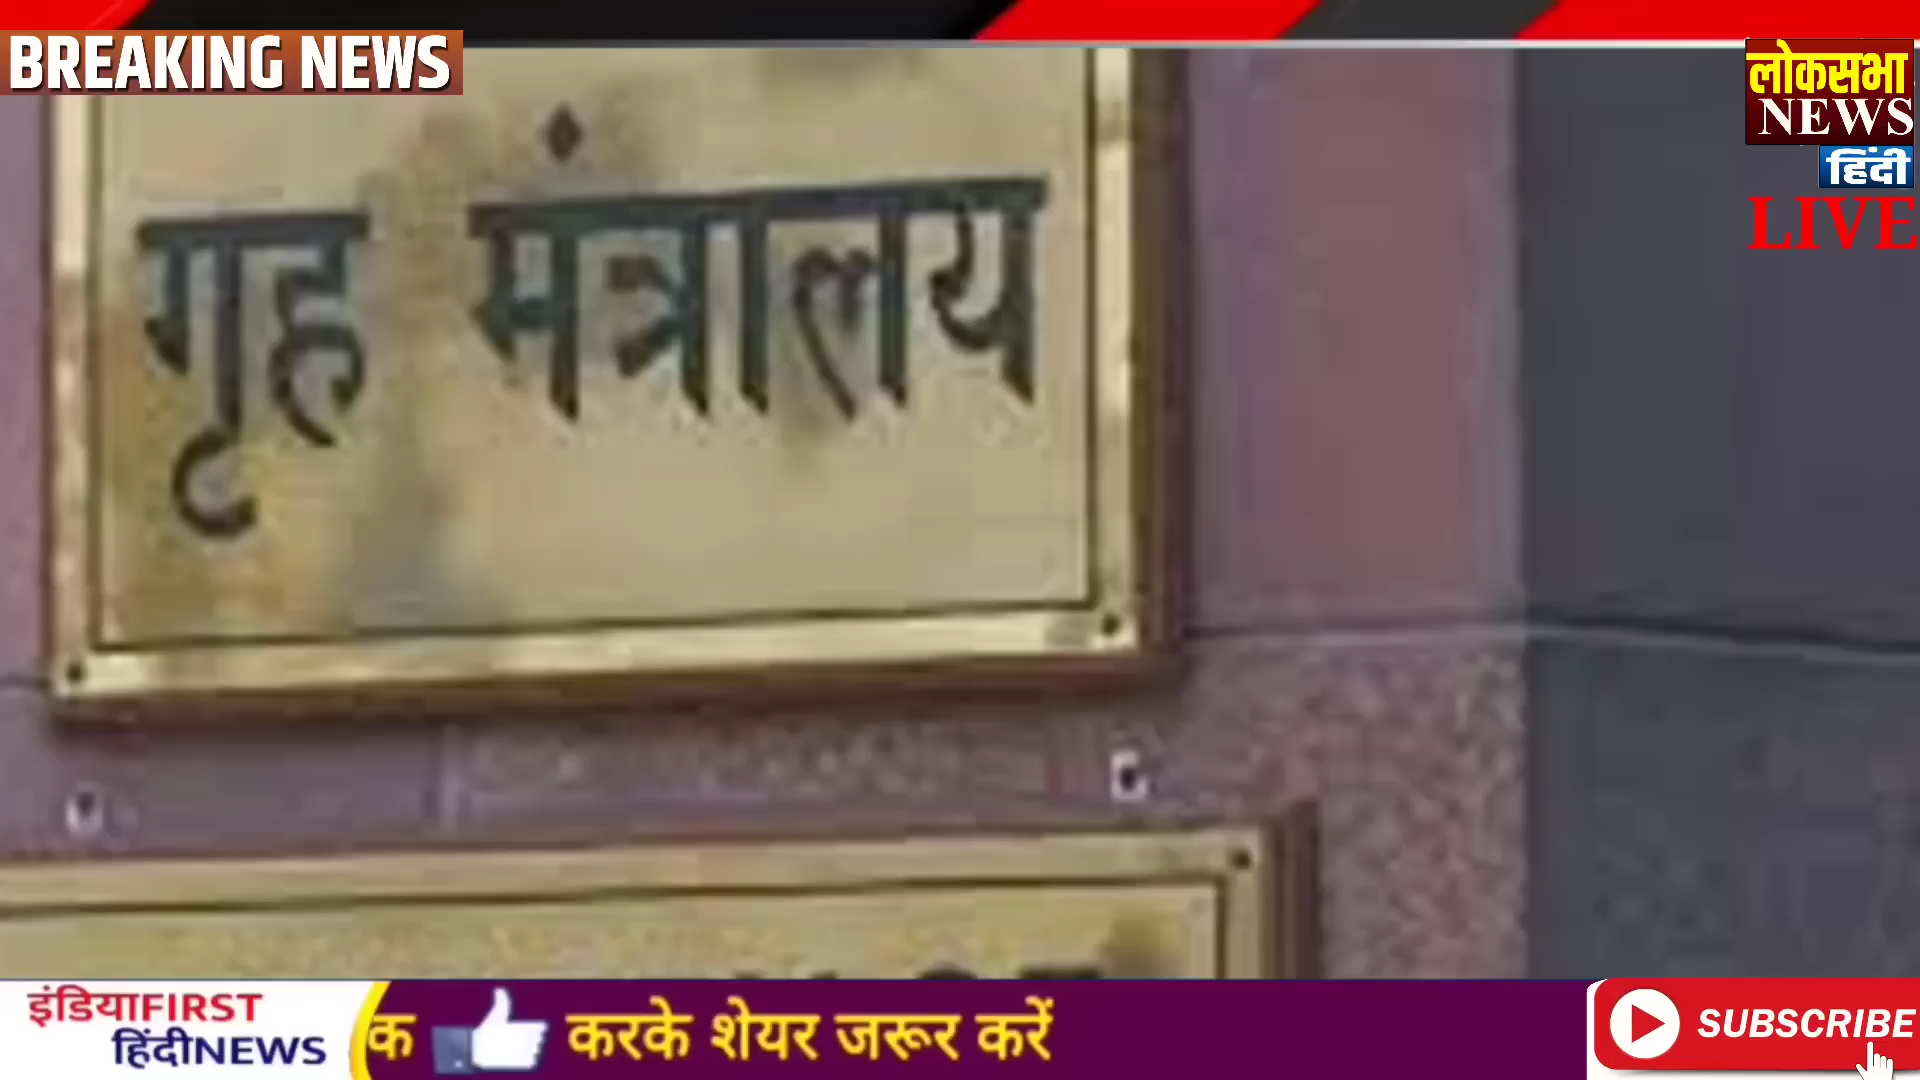 BREAKING NEWS
लोकसभा
NEWS
हिंदी
LIVE
गृह मंत्रालय
इंडियाFIRST
हिंदीNEWS
क करके शेयर जरूर करें
SUBSCRIBE